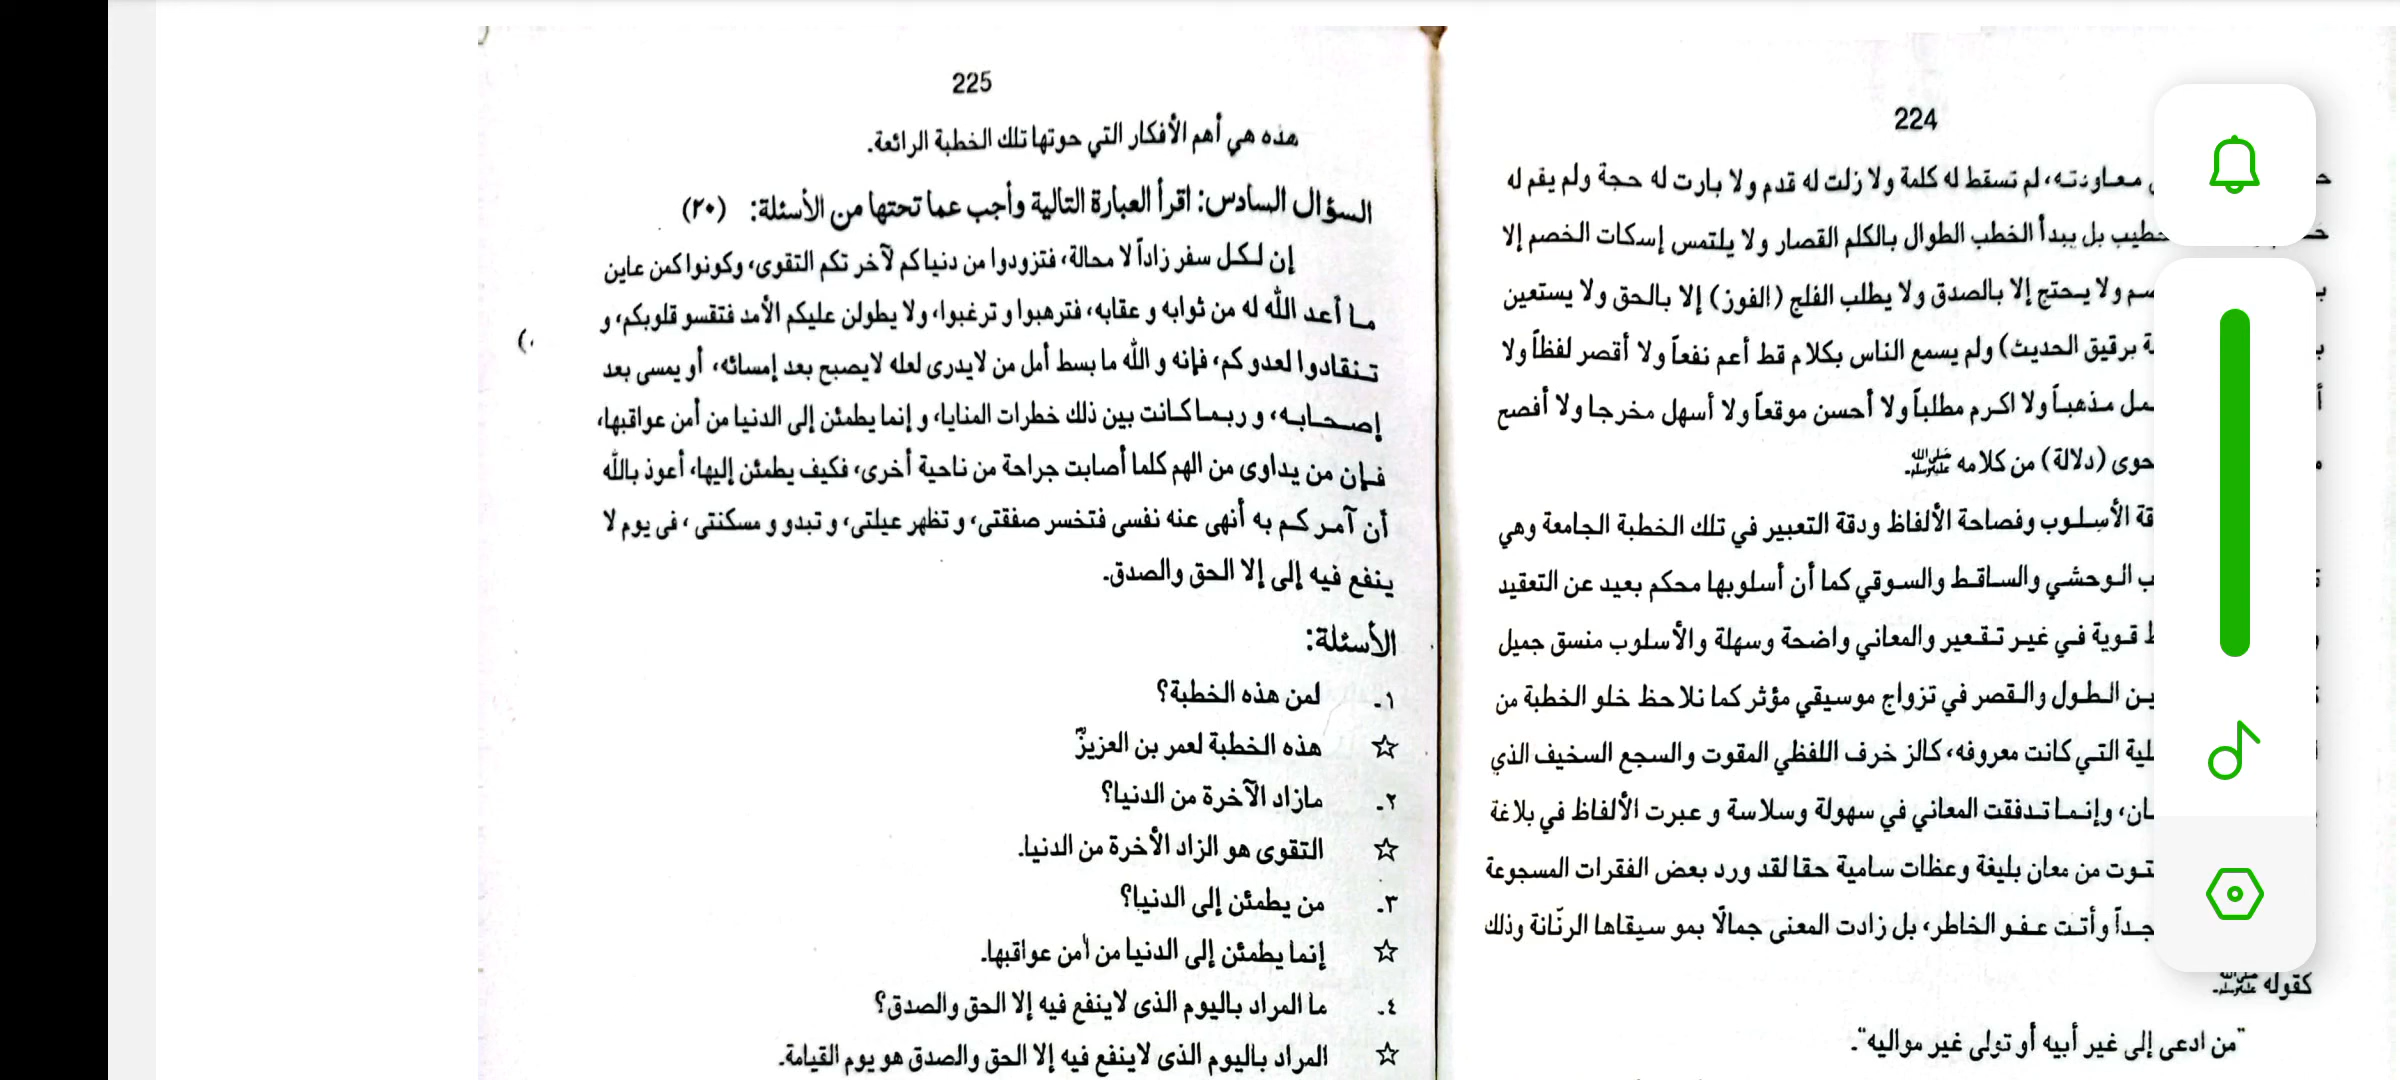 224
معاونته، لم تسقط له كلمة ولا زلت له قدم ولا بارت له حجة ولم يقم له
بل يبدأ الخطب الطوال بالكلم القصار ولا يلتمس إسكات الخصم إلا
ولا يحتج إلا بالصدق ولا يطلب الفلج (الفوز) إلا بالحق ولا يستعين
برقيق الحديث) ولم يسمع الناس بكلام قط أعم نفعاً ولا أقصر لفظاً ولا
مذهباً ولا اكرم مطلباً ولا أحسن موقعاً ولا أسهل مخرجا ولا أفصح
(دلالة) من كلامه ﷺ
الأسلوب وفصاحة الألفاظ ودقة التعبير في تلك الخطبة الجامعة وهي
الوحشي والساقط والسوقي كما أن أسلوبها محكم بعيد عن التعقيد
قوية في غير تقعير والمعاني واضحة وسهلة والأسلوب منسق جميل
الطول والقصر في تزواج موسيقي مؤثر كما نلاحظ خلو الخطبة من
التي كانت معروفه، كالز خرف اللفظي المقوت والسجع السخيف الذي
وإنما تدفقت المعاني في سهولة وسلاسة و عبرت الألفاظ في بلاغة
من معان بليغة وعظات سامية حقا لقد ورد بعض الفقرات المسجوعة
وأتت عفو الخاطر، بل زادت المعنى جمالًا بمو سيقاها الرنّانة وذلك
كقوله ﷺ
"من ادعى إلى غير أبيه أو تولى غير مواليه".
225
هذه هي أهم الأفكار التي حوتها تلك الخطبة الرائعة.
السؤال السادس: اقرأ العبارة التالية وأجب عما تحتها من الأسئلة: (٢٠)
إن لكل سفر زاداً لا محالة، فتزودوا من دنياكم لآخر تكم التقوى، وكونوا كمن عاين
ما أعد الله له من ثوابه و عقابه، فترهبوا و ترغبوا، ولا يطولن عليكم الأمد فتقسو قلوبكم، و
تنقادوا لعدو كم، فإنه و الله ما بسط أمل من لايدرى لعله لايصبح بعد إمسائه، أو يمسى بعد
إصحابه، و ربما كانت بين ذلك خطرات المنايا، و إنما يطمئن إلى الدنيا من أمن عواقبها،
فإن من يداوى من الهم كلما أصابت جراحة من ناحية أخرى، فكيف يطمئن إليها، أعوذ بالله
أن آمر كم به أنهى عنه نفسى فتخسر صفقتى، و تظهر عيلتى، و تبدو و مسكنتى ، فى يوم لا
ينفع فيه إلى إلا الحق والصدق.
الأسئلة:
١۔ لمن هذه الخطبة؟
☆ هذه الخطبة لعمر بن العزيزؓ
٢۔ مازاد الآخرة من الدنيا؟
☆ التقوى هو الزاد الأخرة من الدنيا.
٣۔ من يطمئن إلى الدنيا؟
☆ إنما يطمئن إلى الدنيا من أمن عواقبها.
٤۔ ما المراد باليوم الذى لاينفع فيه إلا الحق والصدق؟
☆ المراد باليوم الذى لاينفع فيه إلا الحق والصدق هو يوم القيامة.